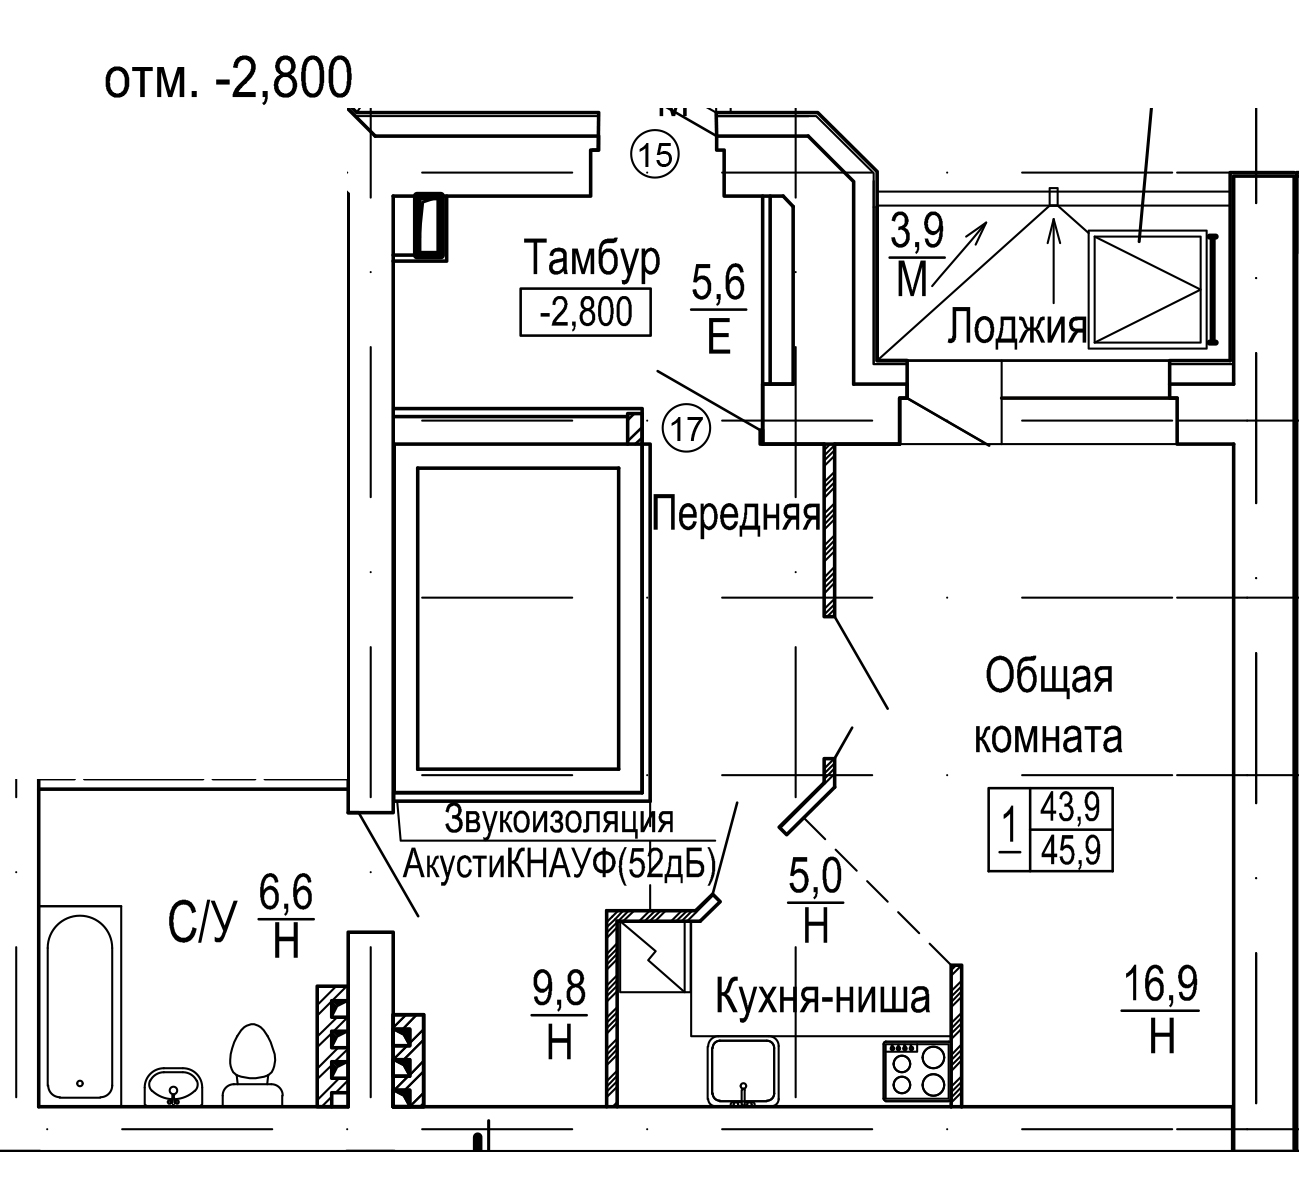 отм. -2,800
15
Тамбур
-2,800
5,6
Е
3,9
М
Лоджия
17
Передняя
Общая
комната
1
43,9
45,9
Звукоизоляция
АкустиКНАУФ(52дБ)
С/У
6,6
Н
5,0
Н
9,8
Н
Кухня-ниша
16,9
Н